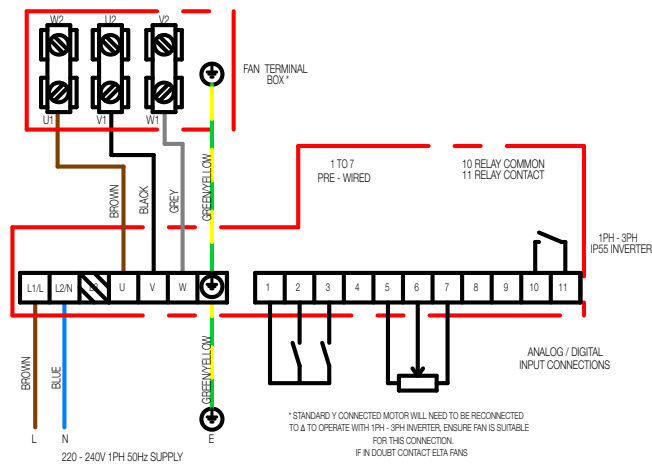 W2 U2 V2
U1 V1 W1
FAN TERMINAL
BOX *
BROWN
BLACK
GREY
GREEN/YELLOW
1 TO 7
PRE - WIRED
10 RELAY COMMON
11 RELAY CONTACT
1PH - 3PH
IP55 INVERTER
L1/L L2/N L3 U V W
1 2 3 4 5 6 7 8 9 10 11
BROWN
BLUE
GREEN/YELLOW
L N E
220 - 240V 1PH 50Hz SUPPLY
ANALOG / DIGITAL
INPUT CONNECTIONS
* STANDARD Y CONNECTED MOTOR WILL NEED TO BE RECONNECTED
TO Δ TO OPERATE WITH 1PH - 3PH INVERTER, ENSURE FAN IS SUITABLE
FOR THIS CONNECTION.
IF IN DOUBT CONTACT ELTA FANS